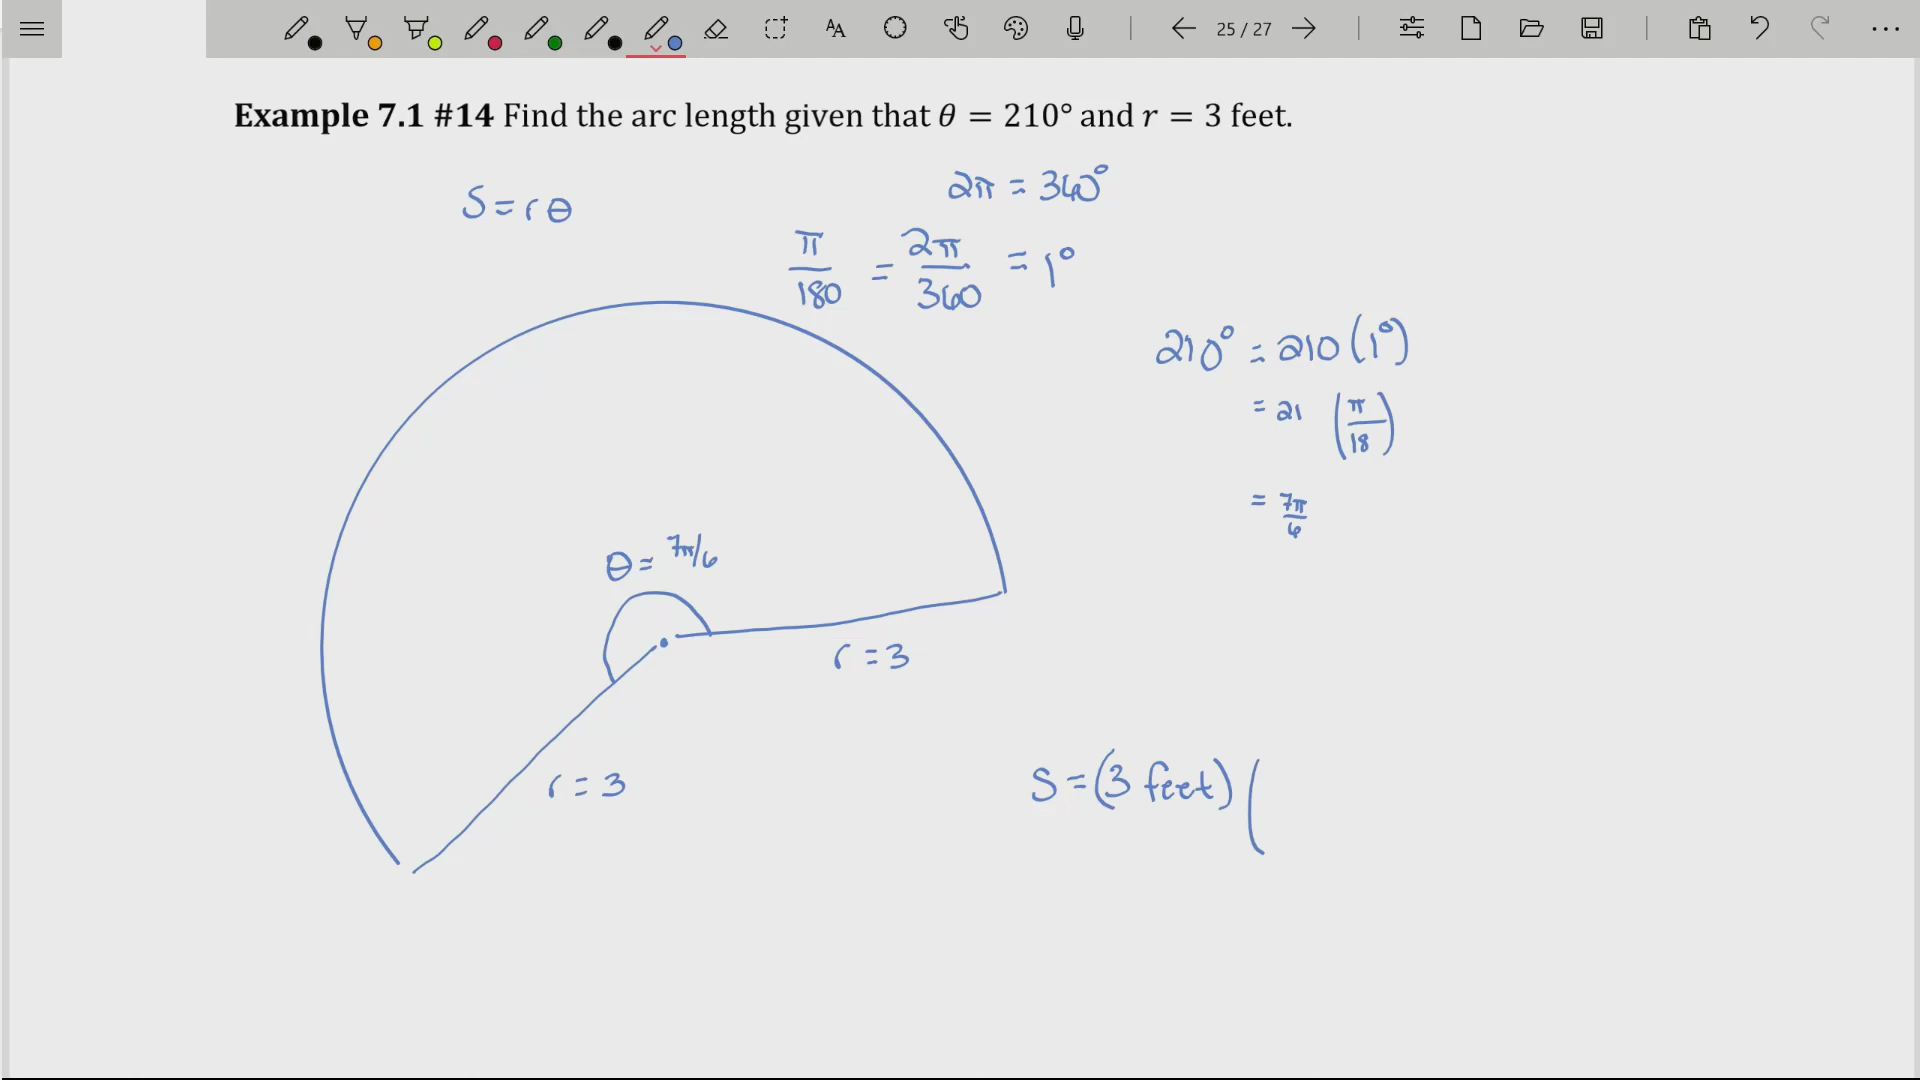 25 / 27
Example 7.1 #14 Find the arc length given that θ = 210° and r = 3 feet.
2π = 360°
S = rθ
π/180 = 2π/360 = 1°
210° = 210 (1°)
= 21 (π/18)
= 7π/6
θ = 7π/6
r = 3
r = 3
S = (3 feet) (